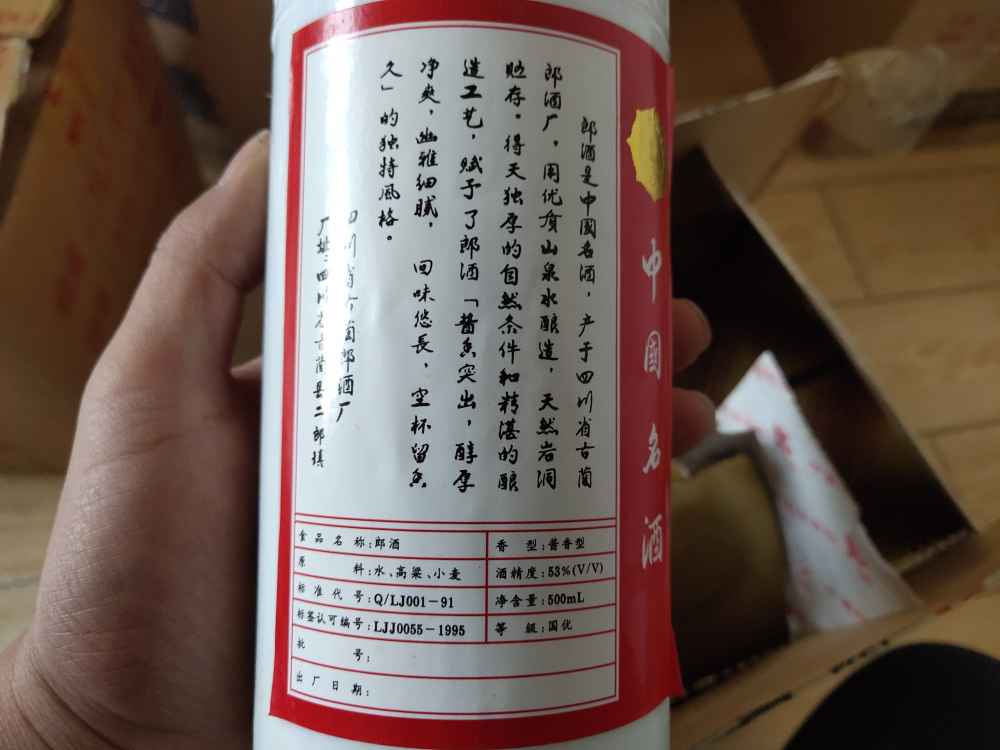 中國名酒
郎酒是中國名酒，产于四川省古蔺
郎酒厂，用优质山泉水酿造，天然岩洞
贮存。得天独厚的自然条件和精湛的酿
造工艺，赋予了郎酒「酱香突出，醇厚
净爽，幽雅细腻，回味悠長，空杯留香
久」的独特风格。
四川省古蔺郎酒厂
厂址：四川省古蔺县二郎镇
食品名称：郎酒
香型：酱香型
原料：水、高粱、小麦
酒精度：53%(V/V)
标准代号：Q/LJ001-91
净含量：500mL
标签认可编号：LJJ0055-1995
等级：国优
批号：
出厂日期：